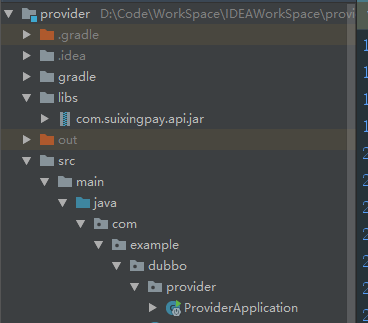 provider D:\Code\WorkSpace\IDEAWorkSpace\provi
.gradle
.idea
gradle
libs
com.suixingpay.api.jar
out
src
main
java
com
example
dubbo
provider
ProviderApplication